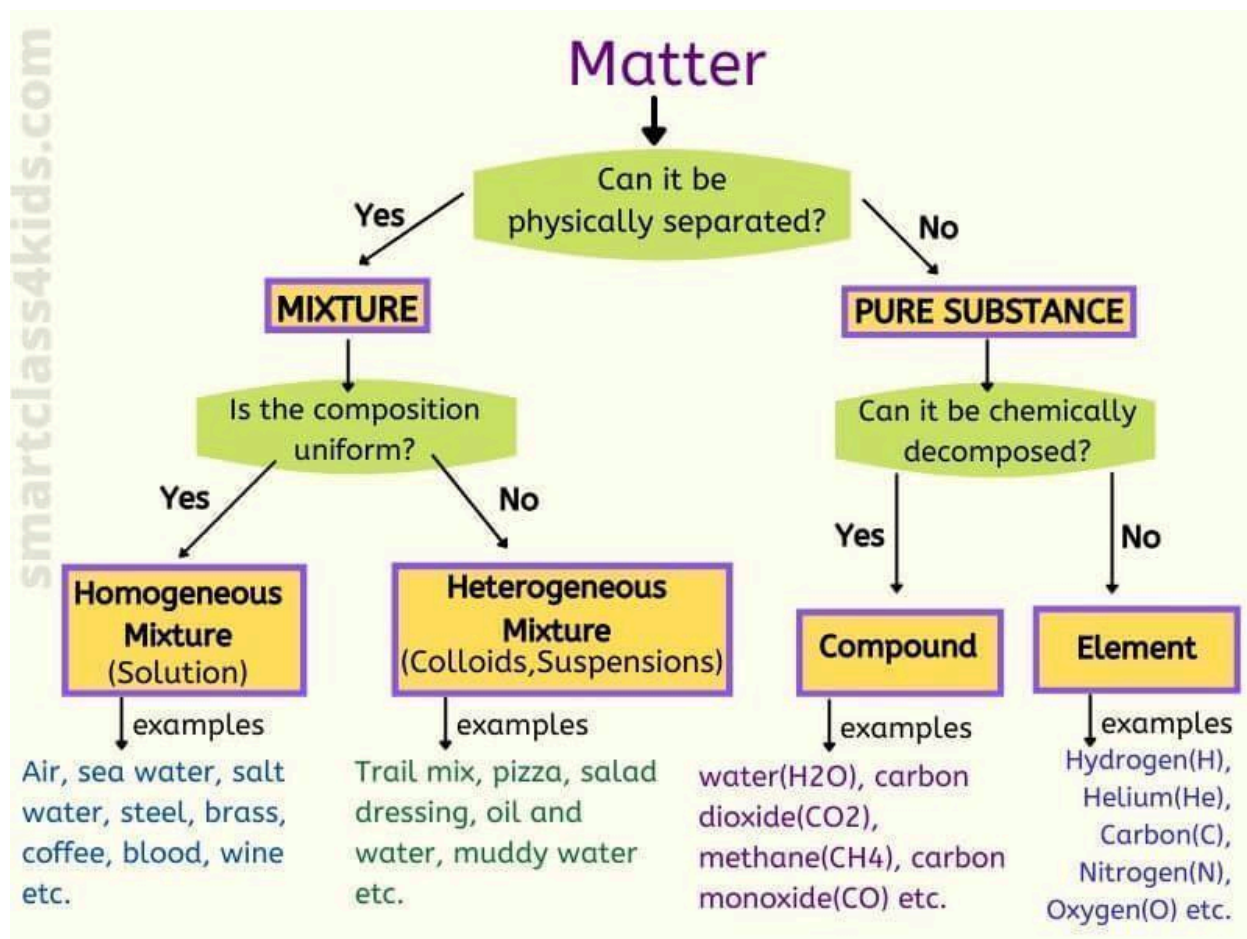 smartclass4kids.com
Matter
Can it be
physically separated?
Yes
No
MIXTURE
PURE SUBSTANCE
Is the composition
uniform?
Can it be chemically
decomposed?
Yes
No
Yes
No
Homogeneous
Mixture
(Solution)
Heterogeneous
Mixture
(Colloids,Suspensions)
Compound
Element
examples
Air, sea water, salt
water, steel, brass,
coffee, blood, wine
etc.
examples
Trail mix, pizza, salad
dressing, oil and
water, muddy water
etc.
examples
water(H2O), carbon
dioxide(CO2),
methane(CH4), carbon
monoxide(CO) etc.
examples
Hydrogen(H),
Helium(He),
Carbon(C),
Nitrogen(N),
Oxygen(O) etc.